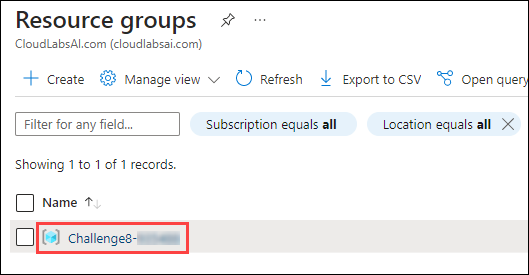 Resource groups
CloudLabsAI.com (cloudlabsai.com)
Create Manage view Refresh Export to CSV Open query
Filter for any field... Subscription equals all Location equals all
Showing 1 to 1 of 1 records.
Name
Challenge8-